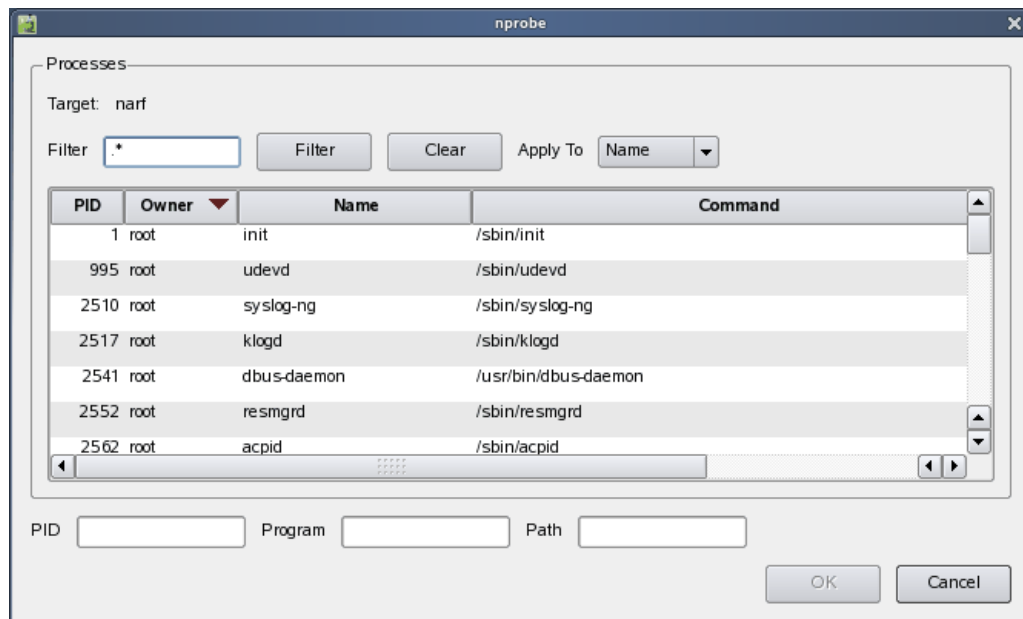 nprobe
Processes
Target: narf
Filter .* Filter Clear Apply To Name
PID Owner Name Command
1 root init /sbin/init
995 root udevd /sbin/udevd
2510 root syslog-ng /sbin/syslog-ng
2517 root klogd /sbin/klogd
2541 root dbus-daemon /usr/bin/dbus-daemon
2552 root resmgrd /sbin/resmgrd
2562 root acpid /sbin/acpid
PID Program Path
OK Cancel